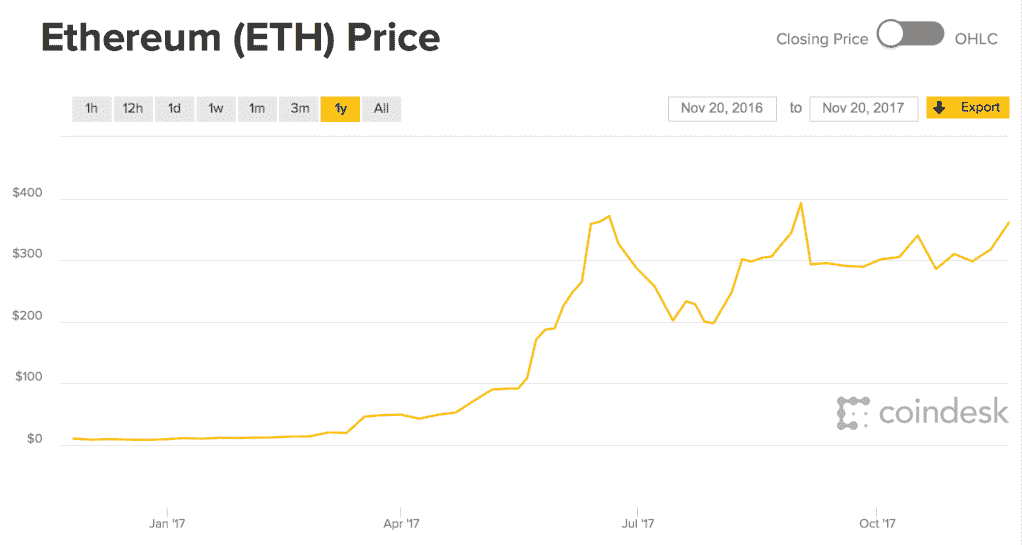 Ethereum (ETH) Price
Closing Price OHLC
1h 12h 1d 1w 1m 3m 1y All
Nov 20, 2016 to Nov 20, 2017 Export
$400
$300
$200
$100
$0
coindesk
Jan '17 Apr '17 Jul '17 Oct '17